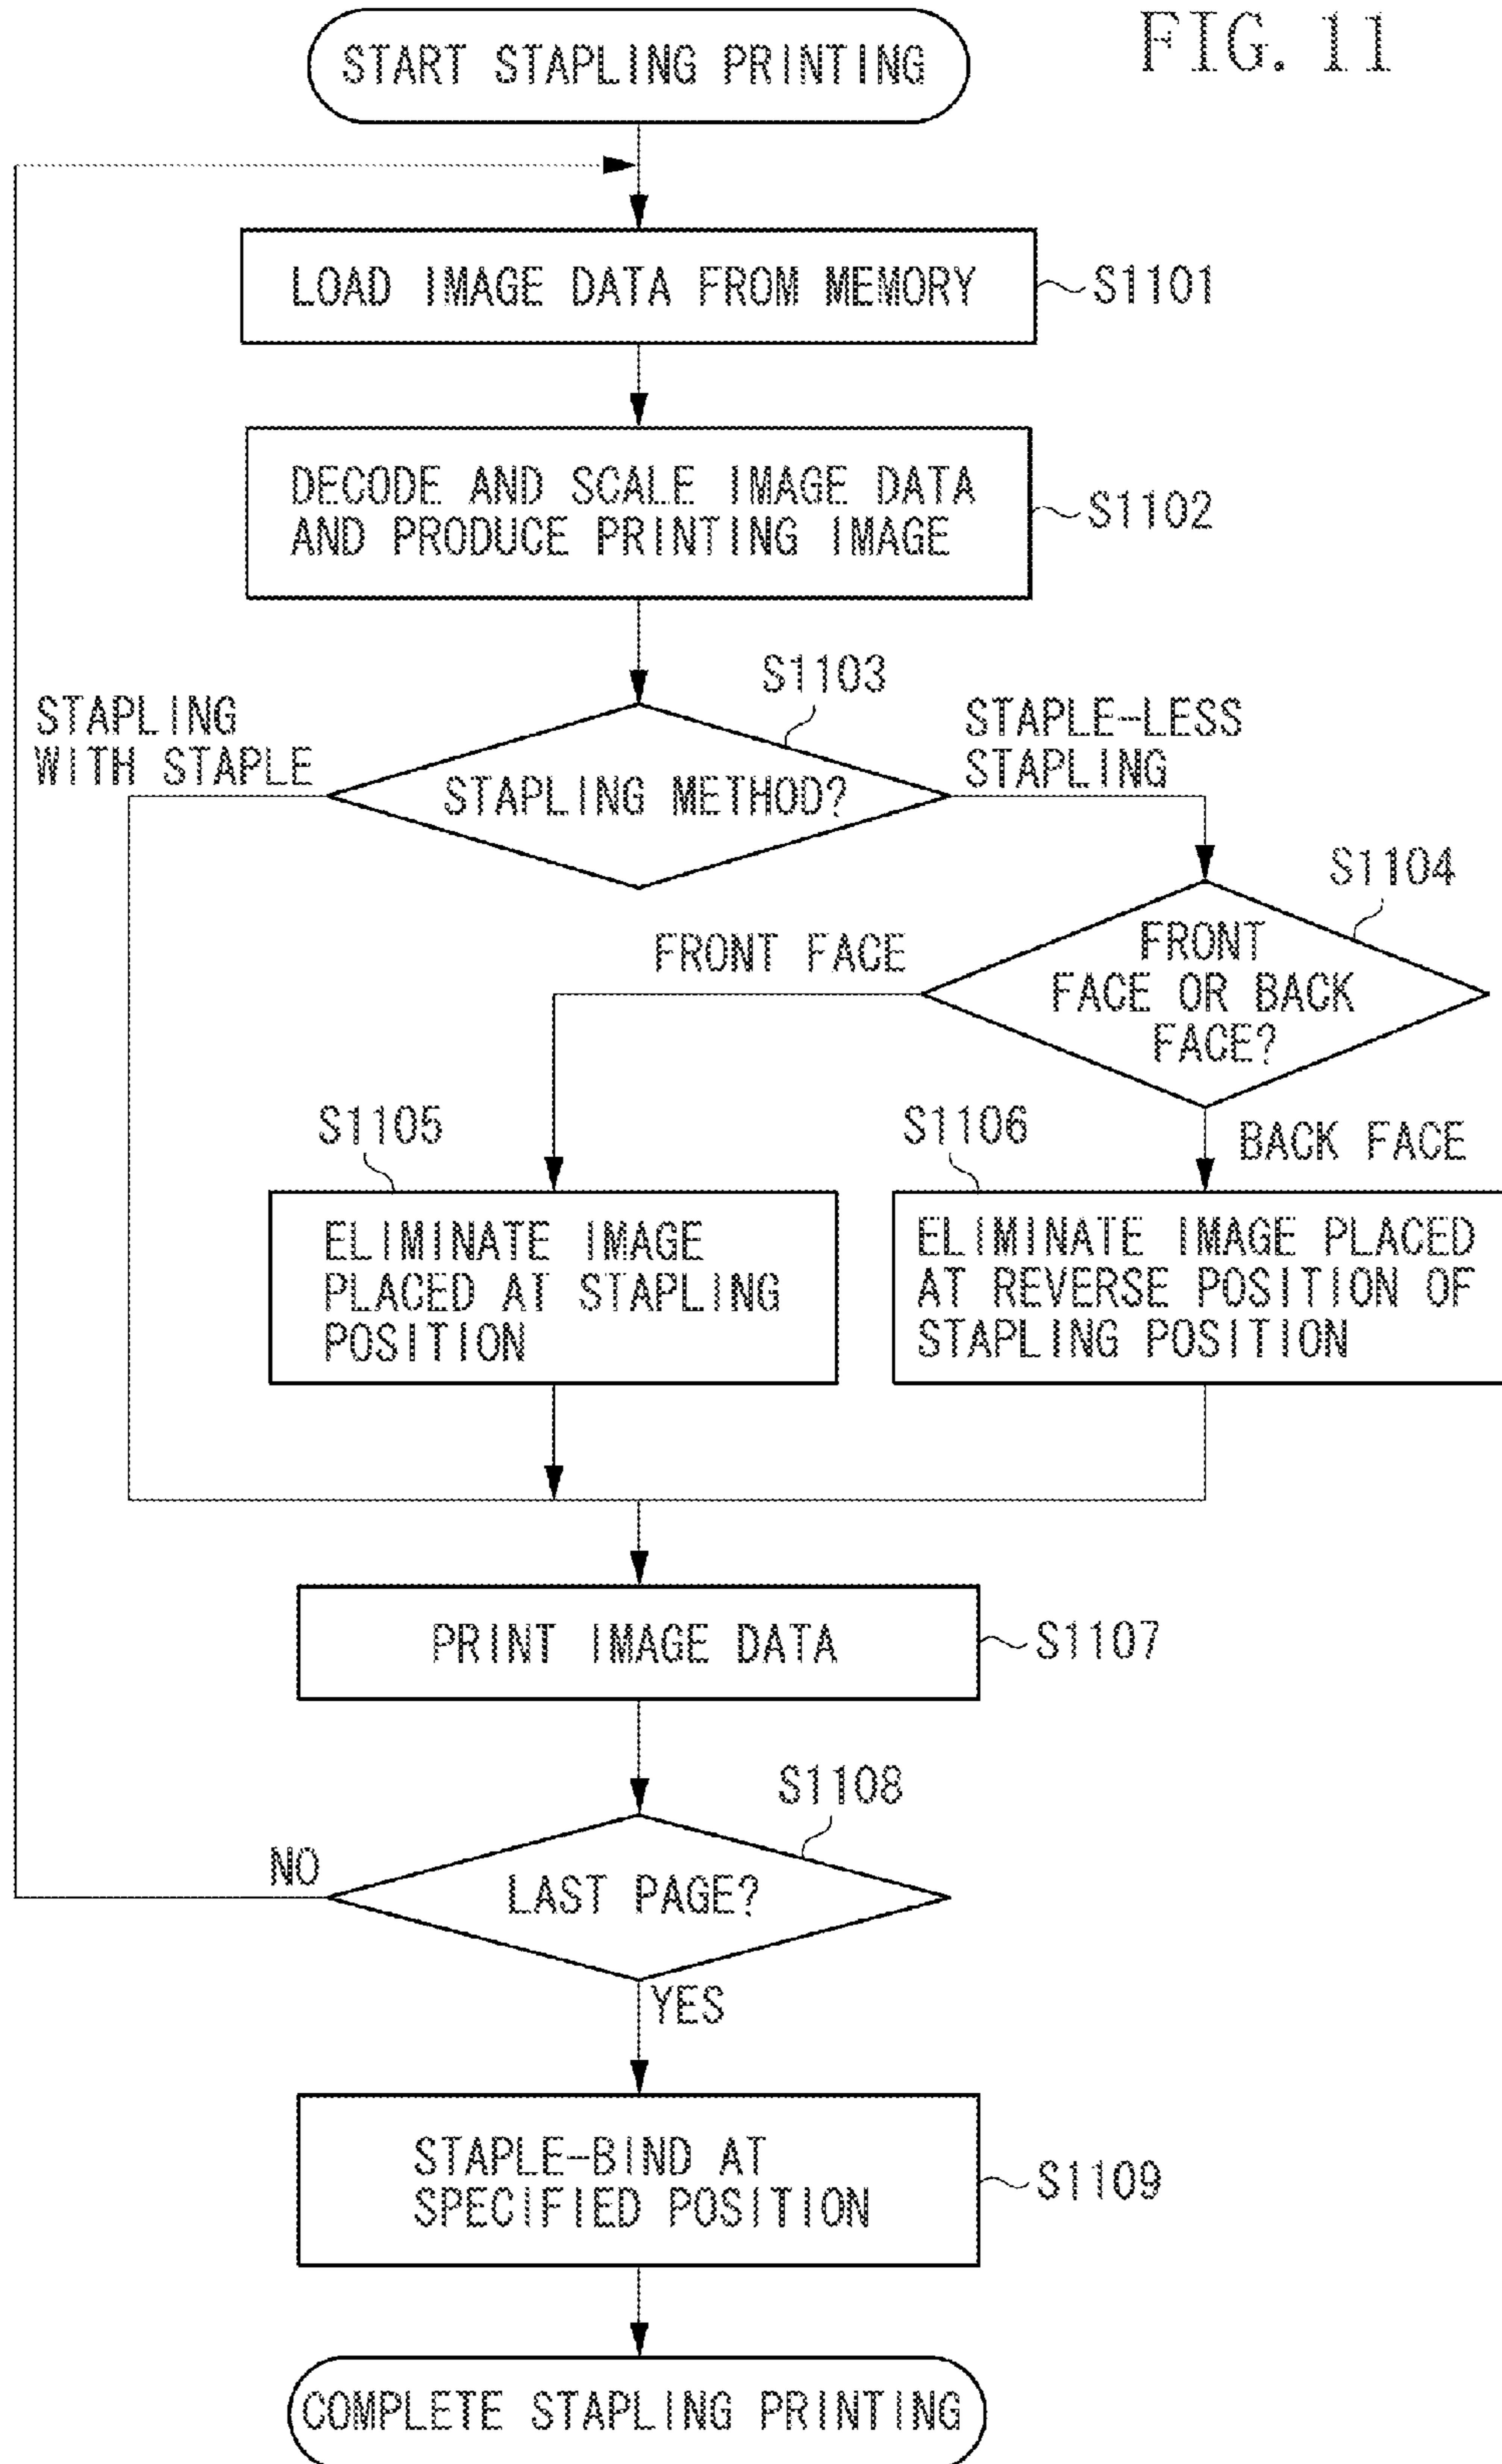 FIG. 11
START STAPLING PRINTING
LOAD IMAGE DATA FROM MEMORY
S1101
DECODE AND SCALE IMAGE DATA
AND PRODUCE PRINTING IMAGE
S1102
S1103
STAPLING
WITH STAPLE
STAPLING METHOD?
STAPLE-LESS
STAPLING
S1104
FRONT FACE
FRONT
FACE OR BACK
FACE?
S1105
S1106
BACK FACE
ELIMINATE IMAGE
PLACED AT STAPLING
POSITION
ELIMINATE IMAGE PLACED
AT REVERSE POSITION OF
STAPLING POSITION
PRINT IMAGE DATA
S1107
S1108
NO
LAST PAGE?
YES
STAPLE-BIND AT
SPECIFIED POSITION
S1109
COMPLETE STAPLING PRINTING